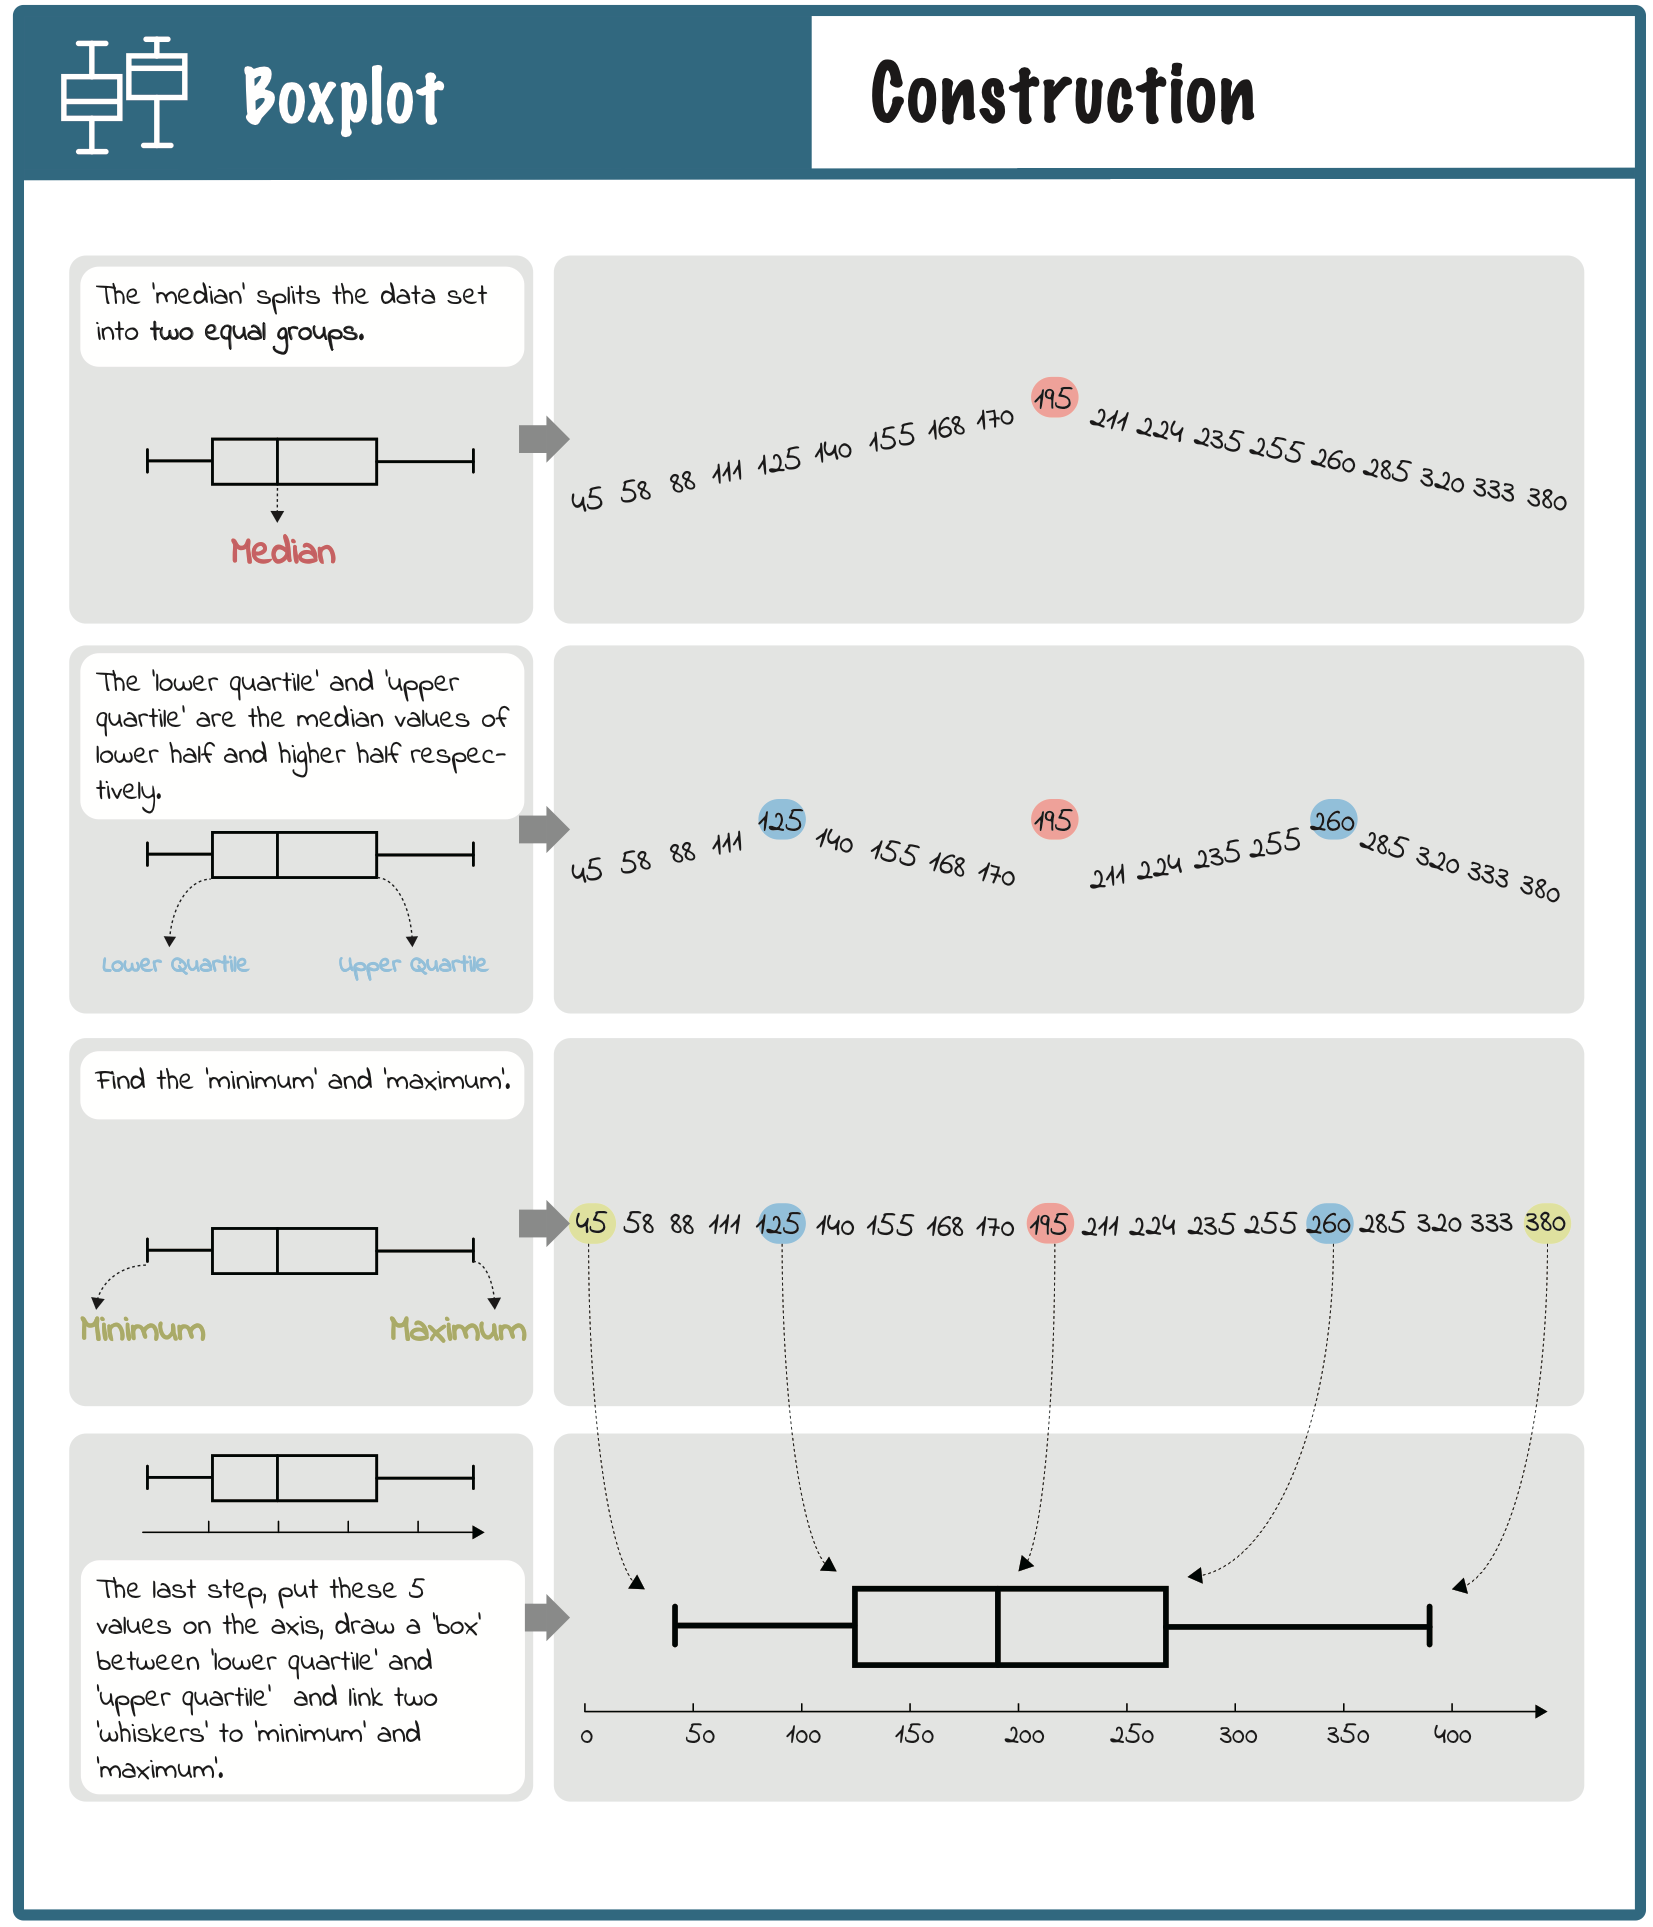 Boxplot
Construction
The 'median' splits the data set
into two equal groups.
Median
45 58 88 111 125 140 155 168 170 195 211 224 235 255 260 285 320 333 380
The 'lower quartile' and 'upper
quartile' are the median values of
lower half and higher half respec-
tively.
Lower Quartile Upper Quartile
45 58 88 111 125 140 155 168 170 195 211 224 235 255 260 285 320 333 380
Find the 'minimum' and 'maximum'.
Minimum Maximum
45 58 88 111 125 140 155 168 170 195 211 224 235 255 260 285 320 333 380
The last step, put these 5
values on the axis, draw a 'box'
between 'lower quartile' and
'upper quartile' and link two
'whiskers' to 'minimum' and
'maximum'.
0 50 100 150 200 250 300 350 400